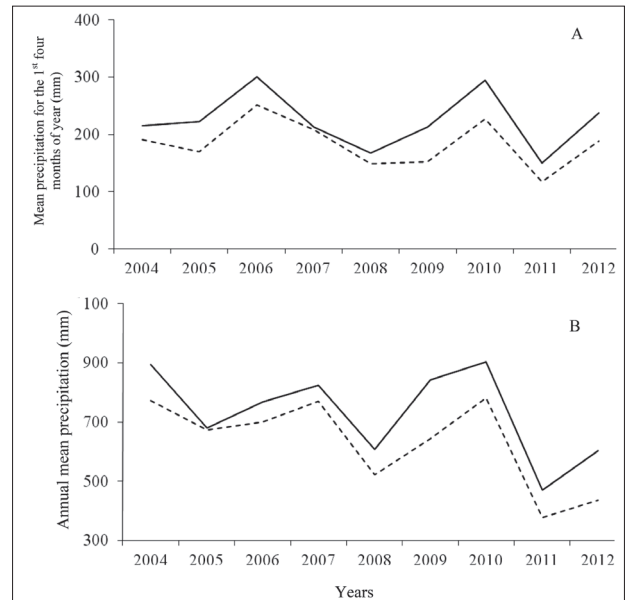 Mean precipitation for the 1st four
months of year (mm)
A
400
300
200
100
0
2004 2005 2006 2007 2008 2009 2010 2011 2012
Annual mean precipitation (mm)
B
100
900
700
500
300
2004 2005 2006 2007 2008 2009 2010 2011 2012
Years